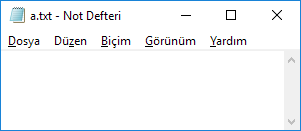 a.txt - Not Defteri
Dosya Düzen Biçim Görünüm Yardım